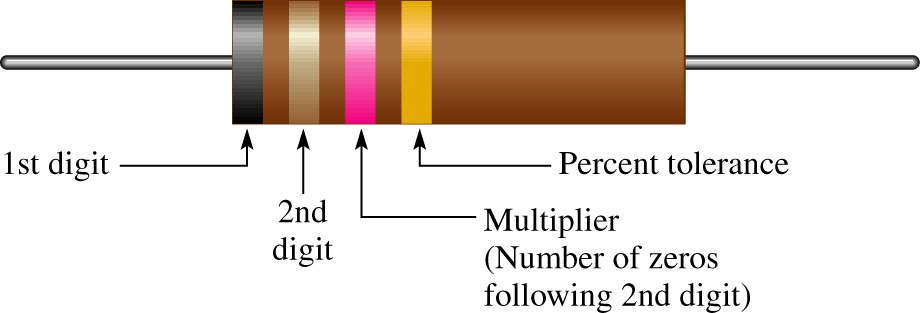 1st digit
2nd
digit
Percent tolerance
Multiplier
(Number of zeros
following 2nd digit)